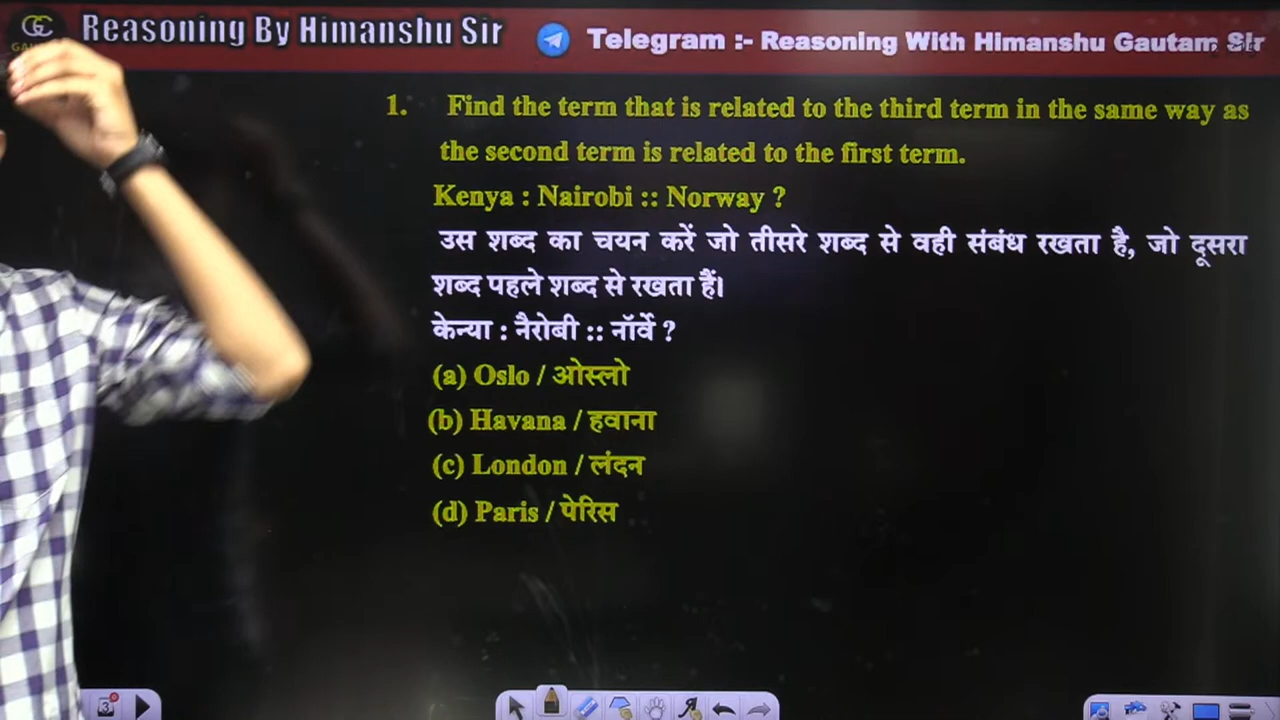 GC
Reasoning By Himanshu Sir
Telegram :- Reasoning With Himanshu Gautam Sir
1. Find the term that is related to the third term in the same way as
the second term is related to the first term.
Kenya : Nairobi :: Norway ?
उस शब्द का चयन करें जो तीसरे शब्द से वही संबंध रखता है, जो दूसरा
शब्द पहले शब्द से रखता हैं।
केन्या : नैरोबी :: नॉर्वे ?
(a) Oslo / ओस्लो
(b) Havana / हवाना
(c) London / लंदन
(d) Paris / पेरिस
3